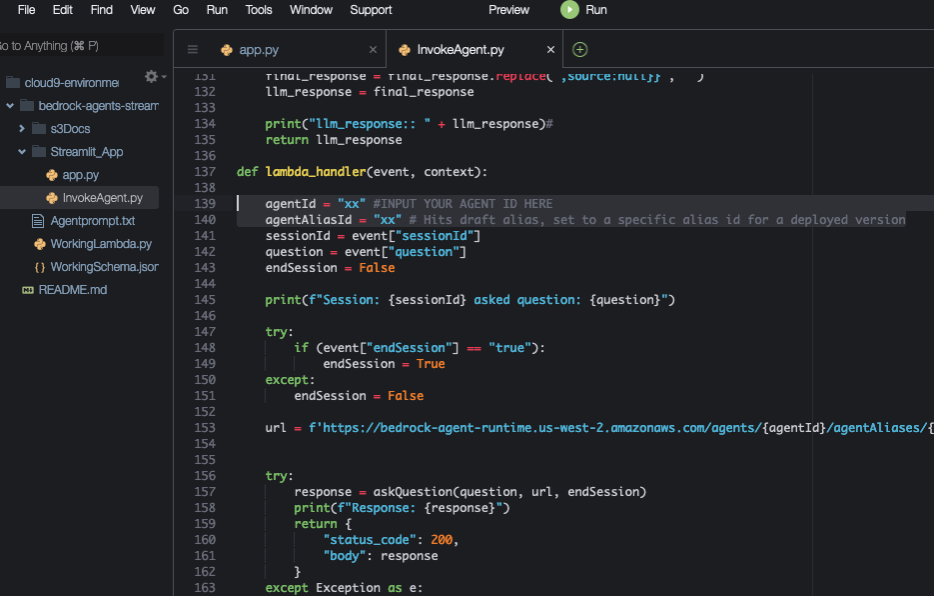 File Edit Find View Go Run Tools Window Support Preview Run
o to Anything (⌘ P)
app.py × InvokeAgent.py ×
cloud9-environme
bedrock-agents-stream
s3Docs
Streamlit_App
app.py
InvokeAgent.py
Agentprompt.txt
WorkingLambda.py
{} WorkingSchema.json
README.md
131 final_response = final_response.replace( ,source:null}} , )
132 llm_response = final_response
133
134 print("llm_response:: " + llm_response)#
135 return llm_response
136
137 def lambda_handler(event, context):
138
139 agentId = "xx" #INPUT YOUR AGENT ID HERE
140 agentAliasId = "xx" # Hits draft alias, set to a specific alias id for a deployed version
141 sessionId = event["sessionId"]
142 question = event["question"]
143 endSession = False
144
145 print(f"Session: {sessionId} asked question: {question}")
146
147 try:
148 if (event["endSession"] == "true"):
149 endSession = True
150 except:
151 endSession = False
152
153 url = f'https://bedrock-agent-runtime.us-west-2.amazonaws.com/agents/{agentId}/agentAliases/{
154
155
156 try:
157 response = askQuestion(question, url, endSession)
158 print(f"Response: {response}")
159 return {
160 "status_code": 200,
161 "body": response
162 }
163 except Exception as e: